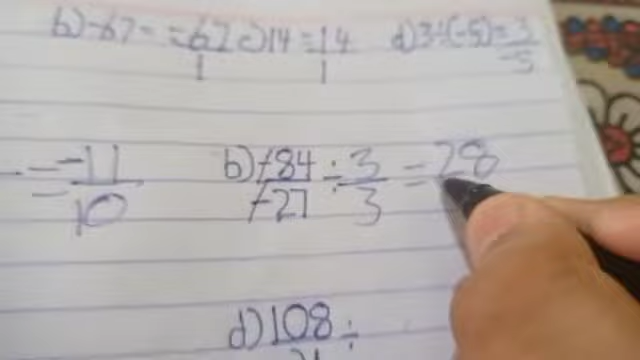 b) -67 = -67/1 c) 14 = 14/1 d) 3÷(-5) = 3/-5
= -11/10 b) -84/-27 ÷ 3/3 = 28
d) 108 ÷